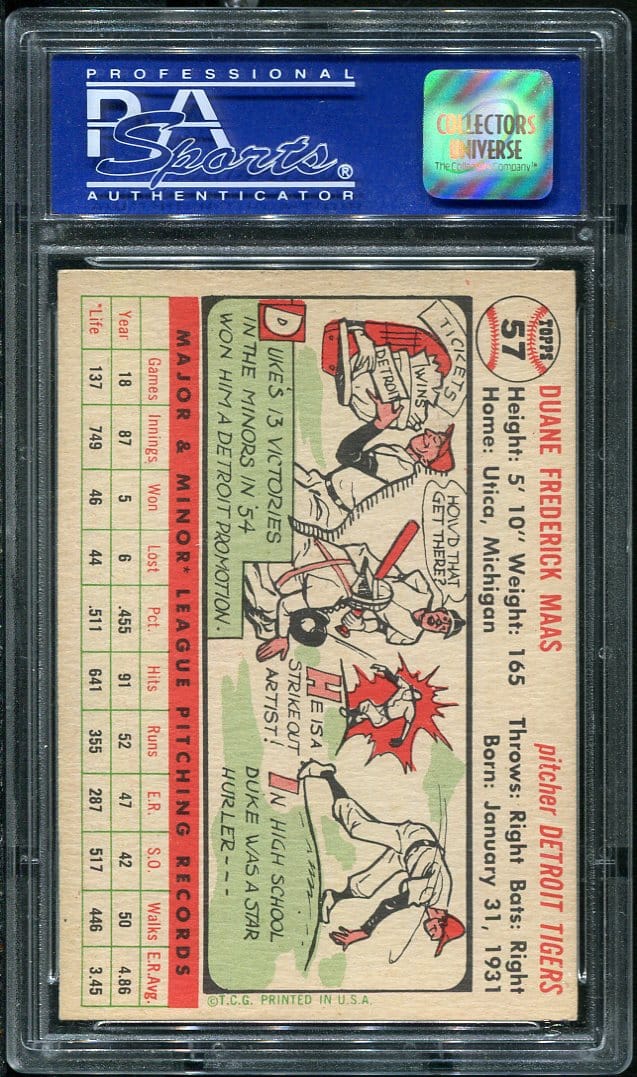 PROFESSIONAL
PSA
Sports®
AUTHENTICATOR
COLLECTORS
UNIVERSE
The Collectibles Company™
TOPPS
57
DUANE FREDERICK MAAS pitcher DETROIT TIGERS
Height: 5' 10" Weight: 165 Throws: Right Bats: Right
Home: Utica, Michigan Born: January 31, 1931
TICKETS
WINS
DETROIT
HOW'D THAT
GET THERE?
DUKE'S 13 VICTORIES
IN THE MINORS IN '54
WON HIM A DETROIT PROMOTION.
HE IS A
STRIKEOUT
ARTIST!
IN HIGH SCHOOL
DUKE WAS A STAR
HURLER---
©T.C.G. PRINTED IN U.S.A.
MAJOR & MINOR* LEAGUE PITCHING RECORDS
Games Innings Won Lost Pct. Hits Runs E.R. S.O. Walks E.R.Avg.
Year 18 87 5 6 .455 91 52 47 42 50 4.86
*Life 137 749 46 44 .511 641 355 287 517 446 3.45